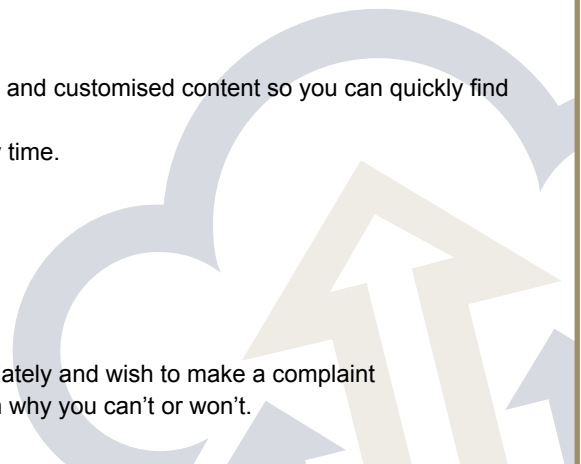 and customised content so you can quickly find
time.
ately and wish to make a complaint
why you can't or won't.